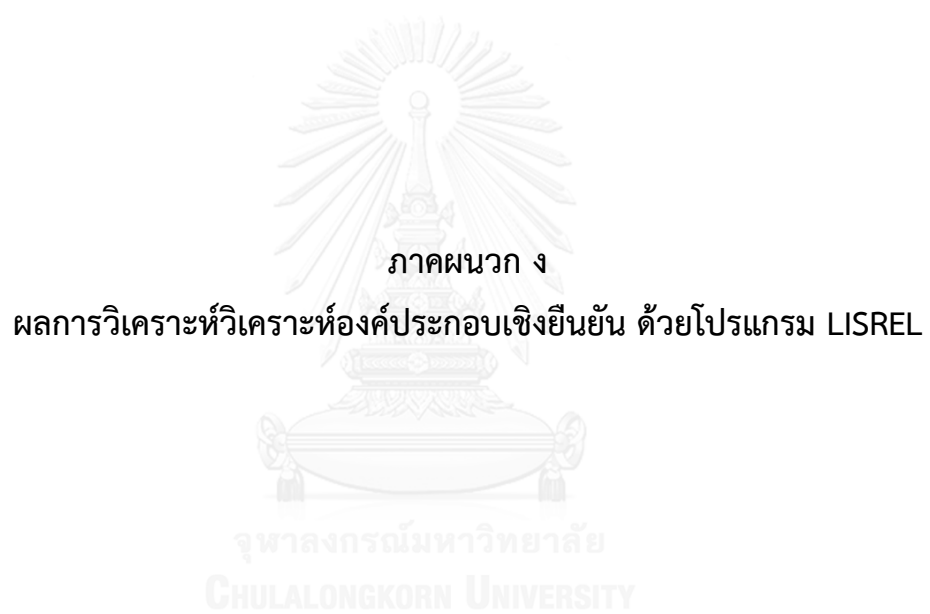 ภาคผนวก ง
ผลการวิเคราะห์วิเคราะห์องค์ประกอบเชิงยืนยัน ด้วยโปรแกรม LISREL
จุฬาลงกรณ์มหาวิทยาลัย
CHULALONGKORN UNIVERSITY